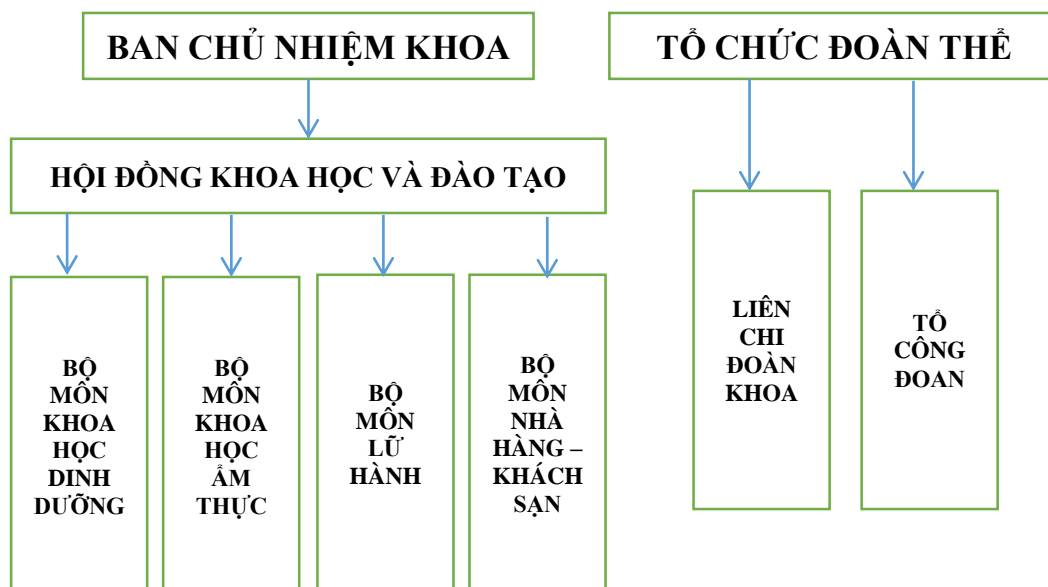 BAN CHỦ NHIỆM KHOA
TỔ CHỨC ĐOÀN THỂ
HỘI ĐỒNG KHOA HỌC VÀ ĐÀO TẠO
BỘ
MÔN
KHOA
HỌC
DINH
DƯỠNG
BỘ
MÔN
KHOA
HỌC
ẨM
THỰC
BỘ
MÔN
LỮ
HÀNH
BỘ
MÔN
NHÀ
HÀNG –
KHÁCH
SẠN
LIÊN
CHI
ĐOÀN
KHOA
TỔ
CÔNG
ĐOAN